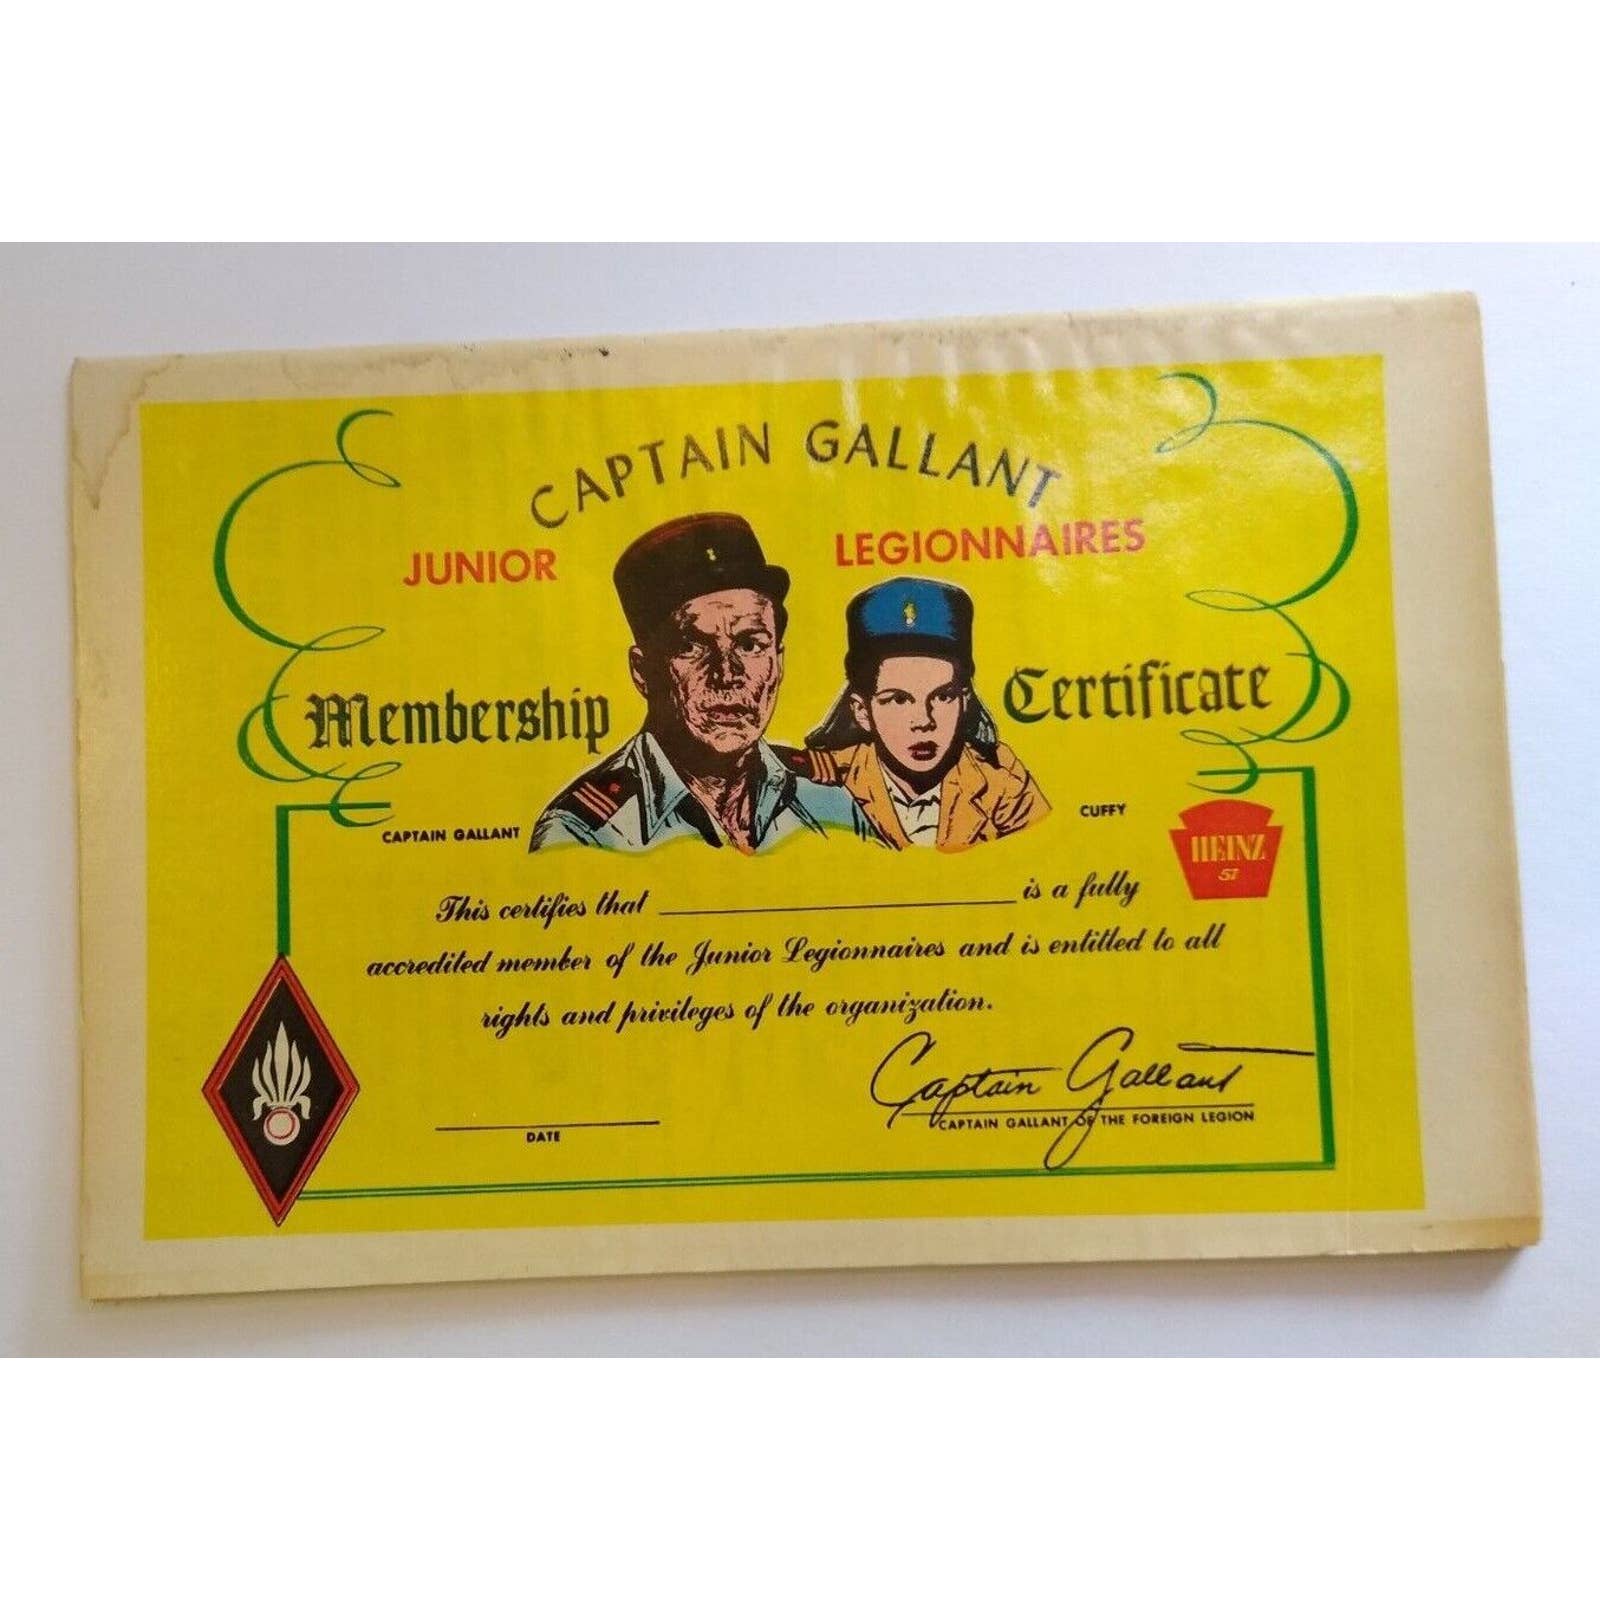 CAPTAIN GALLANT
JUNIOR LEGIONNAIRES
Membership Certificate
CAPTAIN GALLANT
CUFFY
HEINZ
57
This certifies that ____________________ is a fully
accredited member of the Junior Legionnaires and is entitled to all
rights and privileges of the organization.
Captain Gallant
DATE
CAPTAIN GALLANT OF THE FOREIGN LEGION